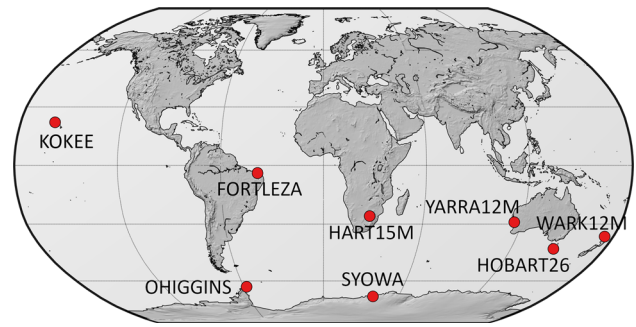 KOKEE
FORTLEZA
YARRA12M
WARK12M
HART15M
HOBART26
OHIGGINS
SYOWA